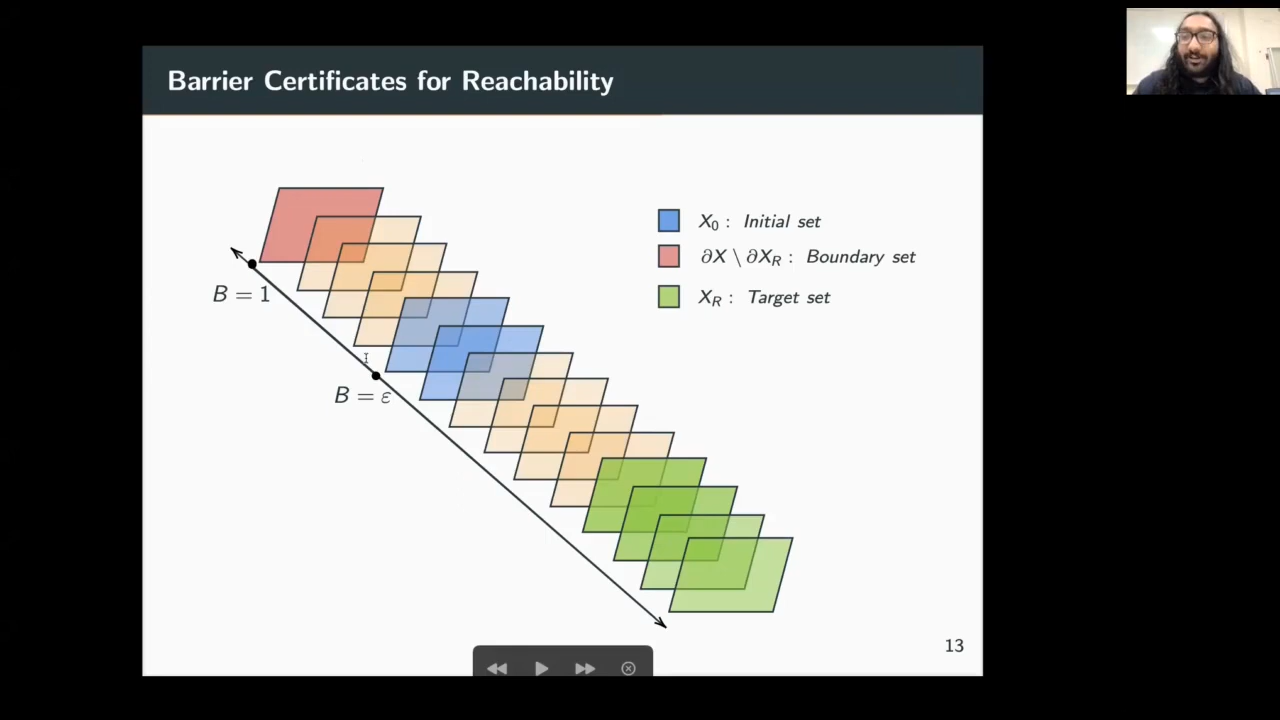 Barrier Certificates for Reachability
X₀ : Initial set
∂X \ ∂X_R : Boundary set
X_R : Target set
B = 1
B = ε
13